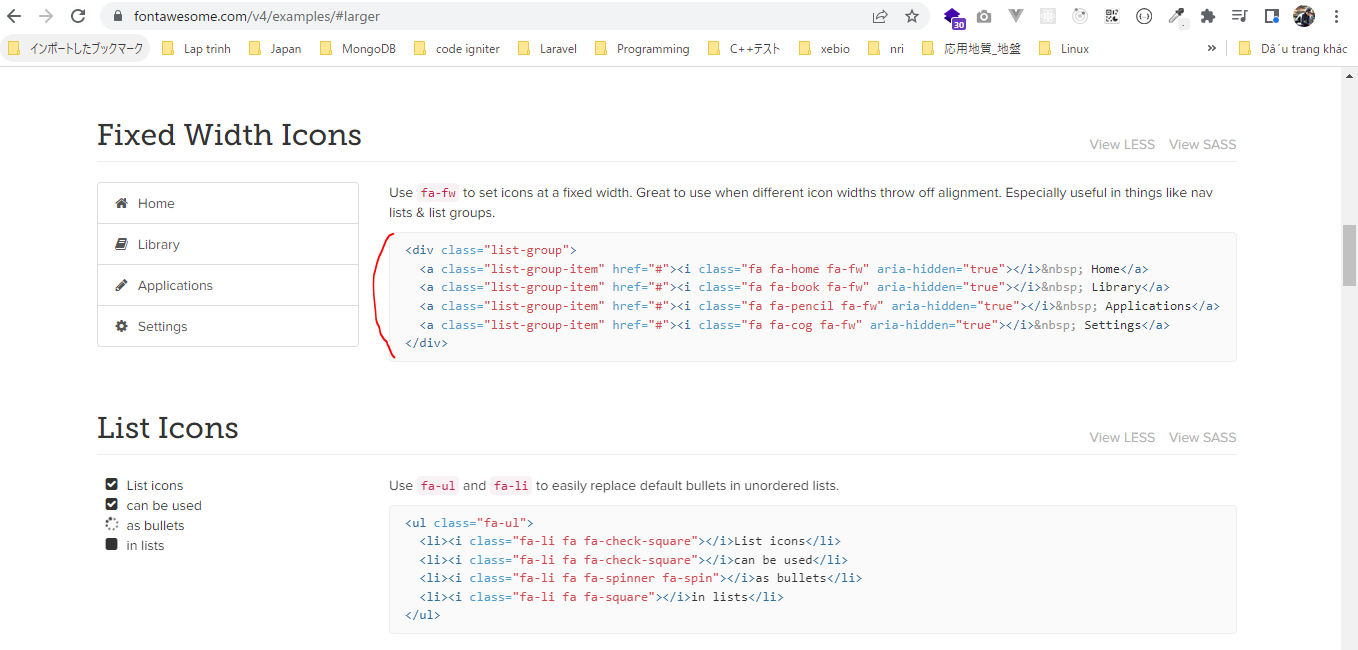 fontawesome.com/v4/examples/#larger
30
インポートしたブックマーク Lap trinh Japan MongoDB code igniter Laravel Programming C++テスト xebio nri 応用地質_地盤 Linux » Dấu trang khác
Fixed Width Icons
View LESS View SASS
Home
Library
Applications
Settings
Use fa-fw to set icons at a fixed width. Great to use when different icon widths throw off alignment. Especially useful in things like nav
lists & list groups.
<div class="list-group">
<a class="list-group-item" href="#"><i class="fa fa-home fa-fw" aria-hidden="true"></i>&nbsp; Home</a>
<a class="list-group-item" href="#"><i class="fa fa-book fa-fw" aria-hidden="true"></i>&nbsp; Library</a>
<a class="list-group-item" href="#"><i class="fa fa-pencil fa-fw" aria-hidden="true"></i>&nbsp; Applications</a>
<a class="list-group-item" href="#"><i class="fa fa-cog fa-fw" aria-hidden="true"></i>&nbsp; Settings</a>
</div>
List Icons
View LESS View SASS
List icons
can be used
as bullets
in lists
Use fa-ul and fa-li to easily replace default bullets in unordered lists.
<ul class="fa-ul">
<li><i class="fa-li fa fa-check-square"></i>List icons</li>
<li><i class="fa-li fa fa-check-square"></i>can be used</li>
<li><i class="fa-li fa fa-spinner fa-spin"></i>as bullets</li>
<li><i class="fa-li fa fa-square"></i>in lists</li>
</ul>